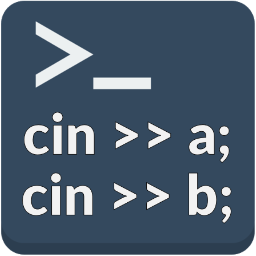 >_
cin >> a;
cin >> b;